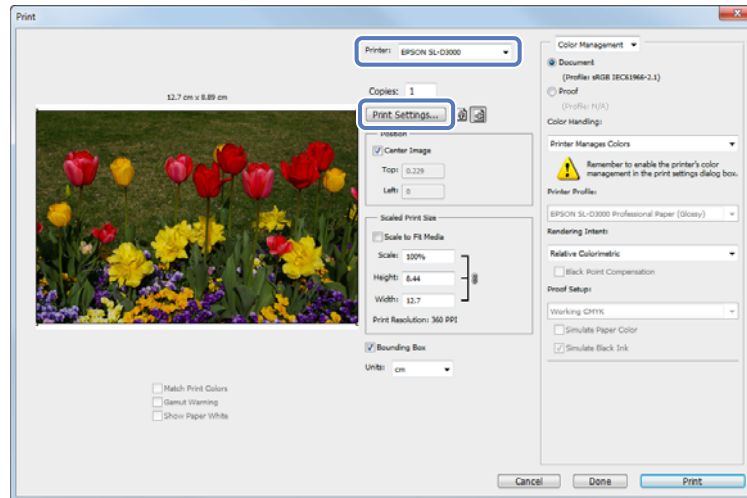 Print
Printer: EPSON SL-D3000
12.7 cm x 8.89 cm
Copies: 1
Print Settings...
Position
Center Image
Top: 0.229
Left: 0
Scaled Print Size
Scale to Fit Media
Scale: 100%
Height: 8.44
Width: 12.7
Print Resolution: 360 PPI
Bounding Box
Units: cm
Match Print Colors
Gamut Warning
Show Paper White
Color Management
Document
(Profile: sRGB IEC61966-2.1)
Proof
(Profile: N/A)
Color Handling:
Printer Manages Colors
Remember to enable the printer's color
management in the print settings dialog box.
Printer Profile:
EPSON SL-D3000 Professional Paper (Glossy)
Rendering Intent:
Relative Colorimetric
Black Point Compensation
Proof Setup:
Working CMYK
Simulate Paper Color
Simulate Black Ink
Cancel
Done
Print